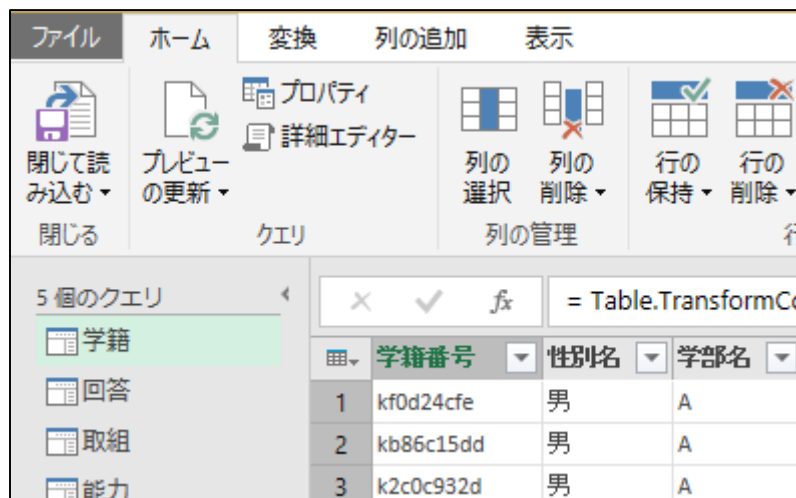 ファイル ホーム 変換 列の追加 表示
閉じて読み込む
プレビューの更新
プロパティ
詳細エディター
列の選択
列の削除
行の保持
行の削除
閉じる クエリ 列の管理
5 個のクエリ
fx = Table.TransformCo
学籍
回答
取組
能力
学籍番号 性別名 学部名
1 kf0d24cfe 男 A
2 kb86c15dd 男 A
3 k2c0c932d 男 A